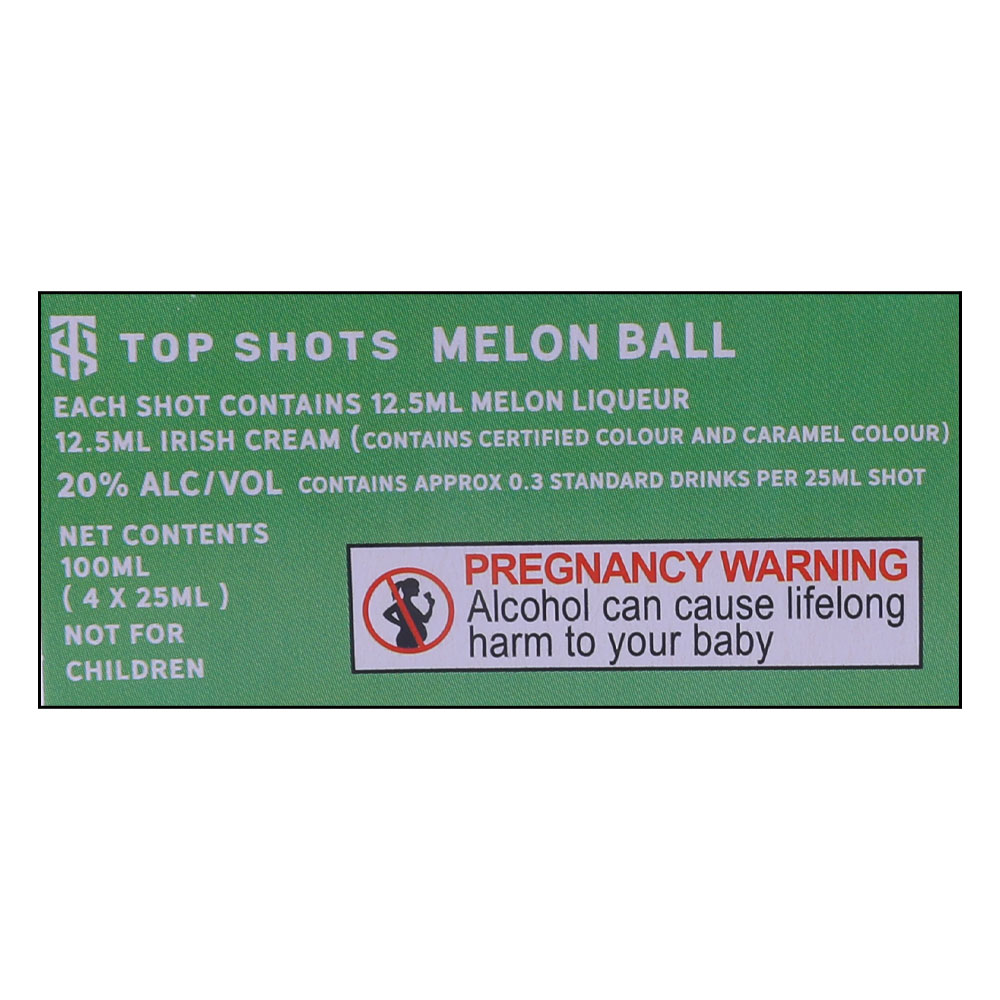 TOP SHOTS MELON BALL
EACH SHOT CONTAINS 12.5ML MELON LIQUEUR
12.5ML IRISH CREAM (CONTAINS CERTIFIED COLOUR AND CARAMEL COLOUR)
20% ALC/VOL CONTAINS APPROX 0.3 STANDARD DRINKS PER 25ML SHOT
NET CONTENTS
100ML
( 4 X 25ML )
NOT FOR
CHILDREN
PREGNANCY WARNING
Alcohol can cause lifelong
harm to your baby